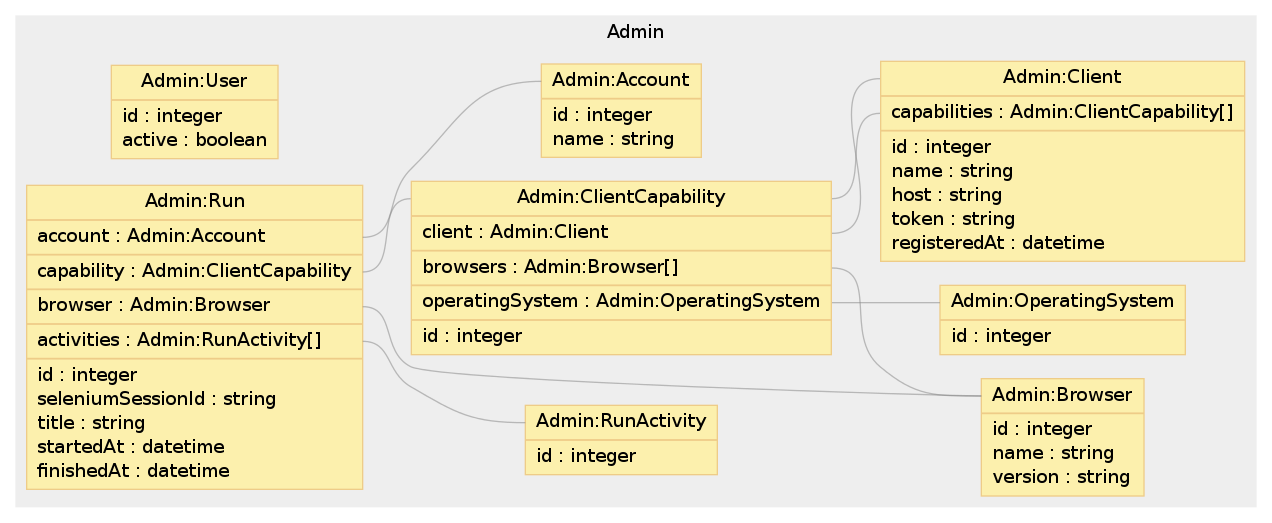 Admin
Admin:User
id : integer
active : boolean
Admin:Account
id : integer
name : string
Admin:Client
capabilities : Admin:ClientCapability[]
id : integer
name : string
host : string
token : string
registeredAt : datetime
Admin:Run
account : Admin:Account
capability : Admin:ClientCapability
browser : Admin:Browser
activities : Admin:RunActivity[]
id : integer
seleniumSessionId : string
title : string
startedAt : datetime
finishedAt : datetime
Admin:ClientCapability
client : Admin:Client
browsers : Admin:Browser[]
operatingSystem : Admin:OperatingSystem
id : integer
Admin:OperatingSystem
id : integer
Admin:RunActivity
id : integer
Admin:Browser
id : integer
name : string
version : string